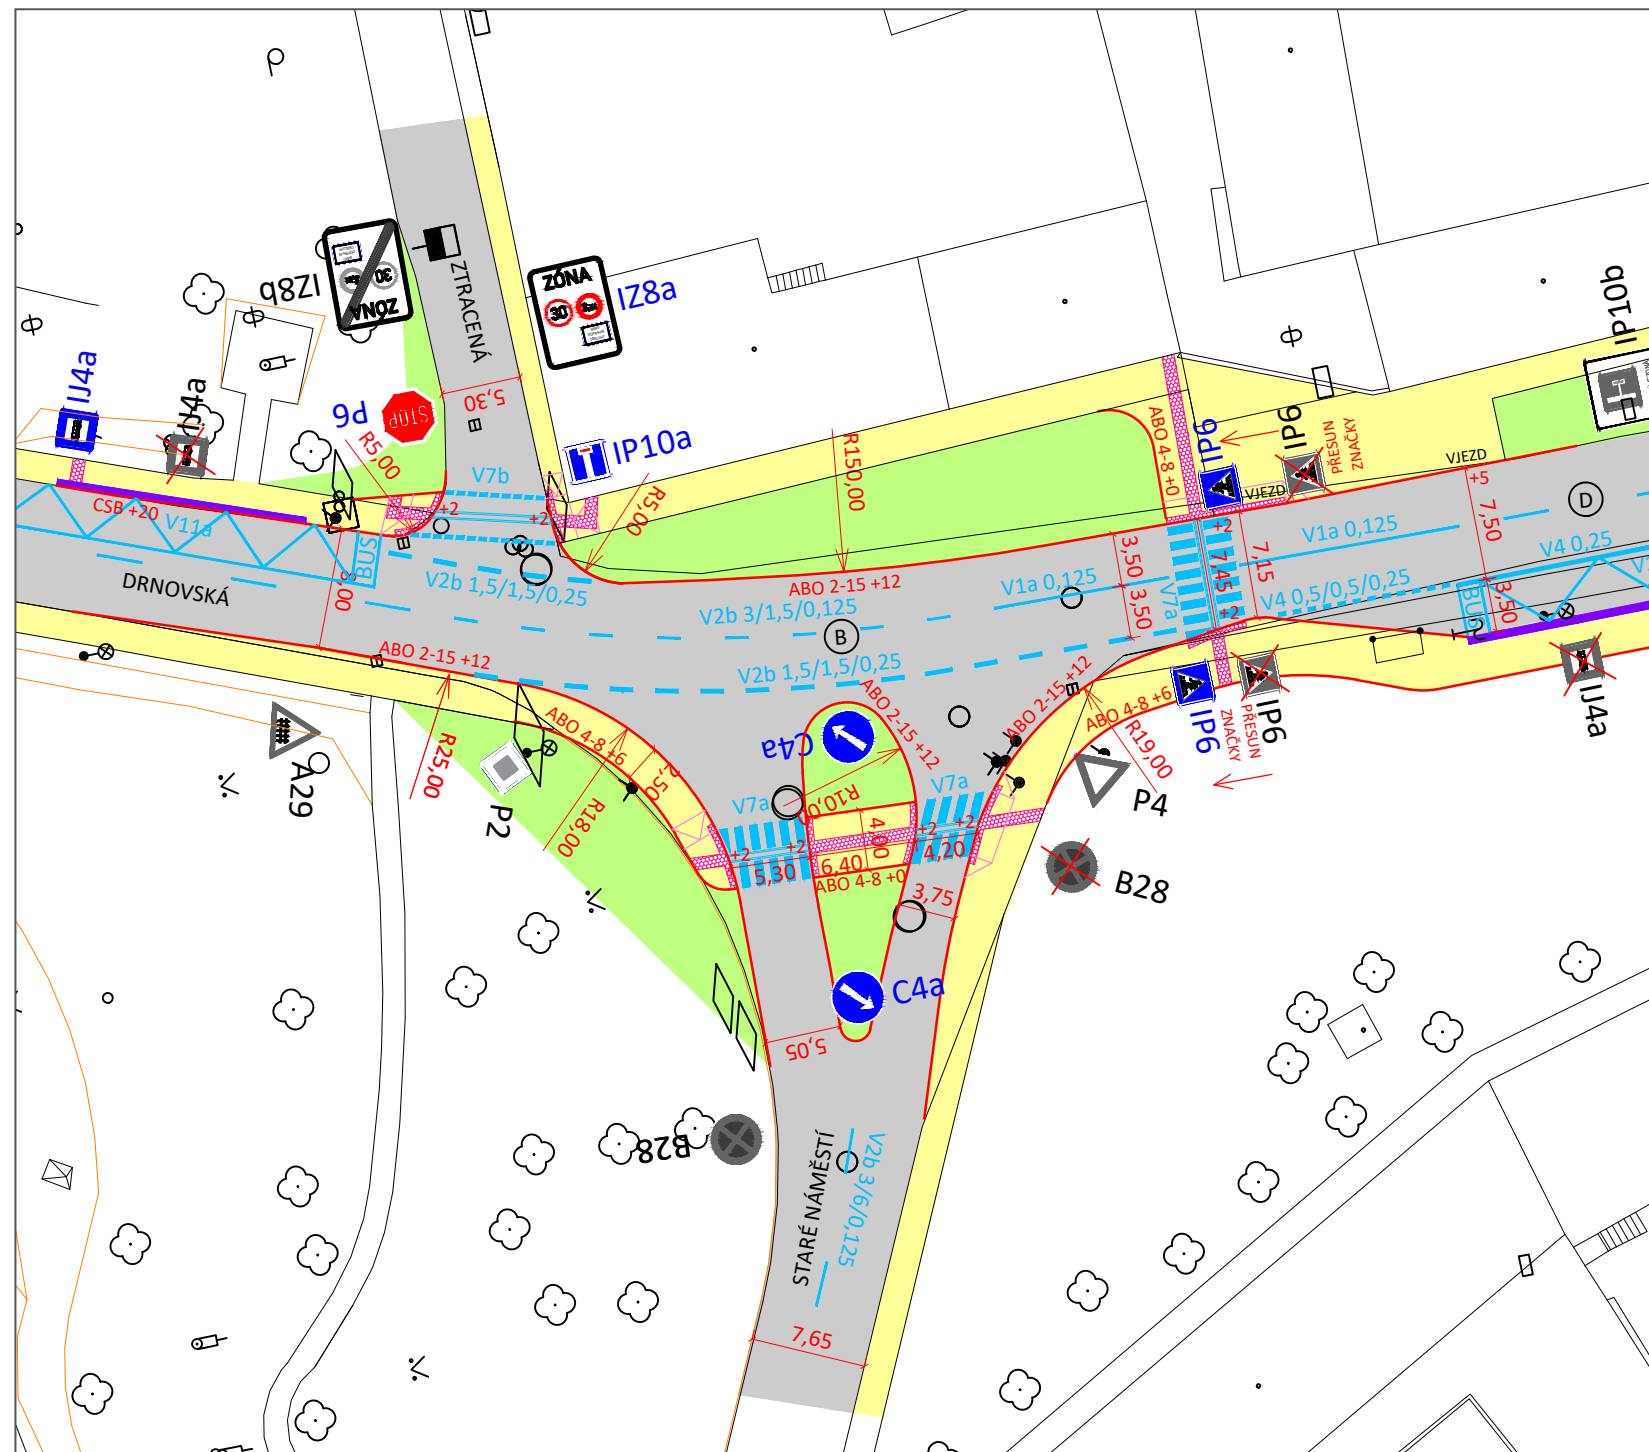 IZ8b
ZÓNA
30
ZTRACENÁ
ZÓNA
30
IZ8a
IJ4a
IJ4a
P6
STOP
R5,00
5,30
IP10a
R5,00
R150,00
ABO 4-8 +0
IP6
IP6
PŘESUN
ZNAČKY
VJEZD
VJEZD
IP10b
+5
7,50
D
CSB +20
V11a
BUS
V7b
+2
+2
8,00
DRNOVSKÁ
V2b 1,5/1,5/0,25
ABO 2-15 +12
V2b 3/1,5/0,125
B
V1a 0,125
3,50
3,50
V7a
7,45
+2
+2
7,15
V1a 0,125
V4 0,25
V4 0,5/0,5/0,25
BUS
3,50
ABO 2-15 +12
V2b 1,5/1,5/0,25
ABO 2-15 +12
ABO 2-15 +12
ABO 4-8 +6
IP6
IP6
PŘESUN
ZNAČKY
IJ4a
R19,00
P4
B28
A29
R25,00
P2
ABO 4-8 +6
R18,00
2,50
C4a
R10,00
V7a
V7a
+2
+2
+2
+2
5,30
6,40
4,00
4,20
ABO 4-8 +0
3,75
C4a
5,05
B28
STARÉ NÁMĚSTÍ
V2b 3/6/0,125
7,65